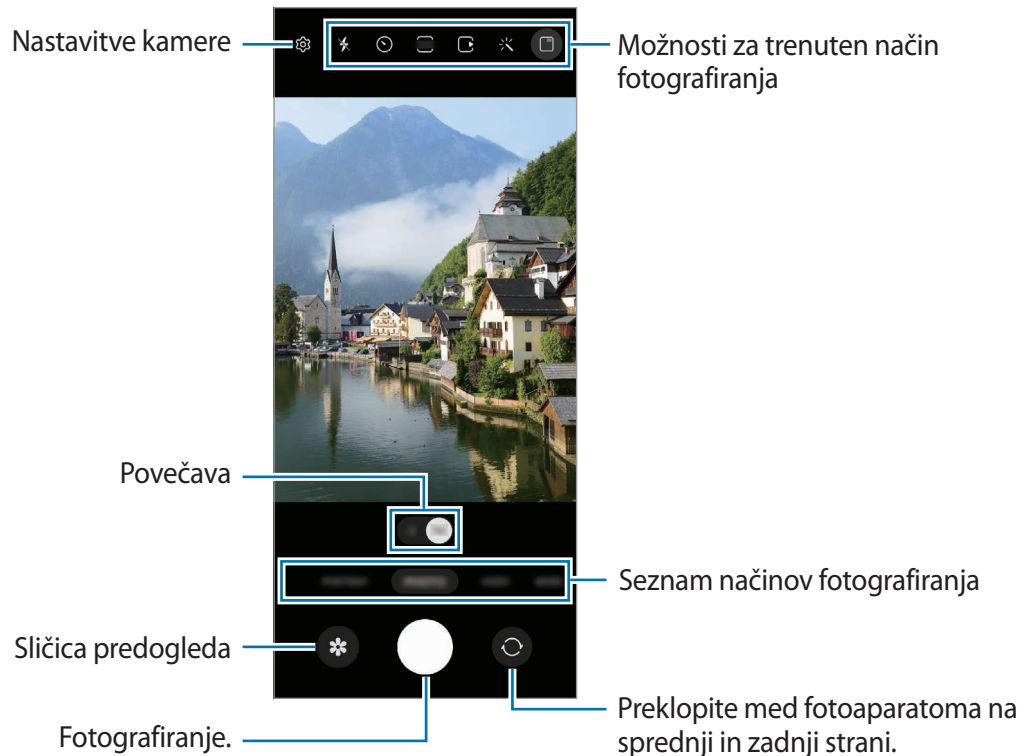 Nastavitve kamere
Možnosti za trenuten način
fotografiranja
Povečava
Seznam načinov fotografiranja
Sličica predogleda
Preklopite med fotoaparatoma na
sprednji in zadnji strani.
Fotografiranje.